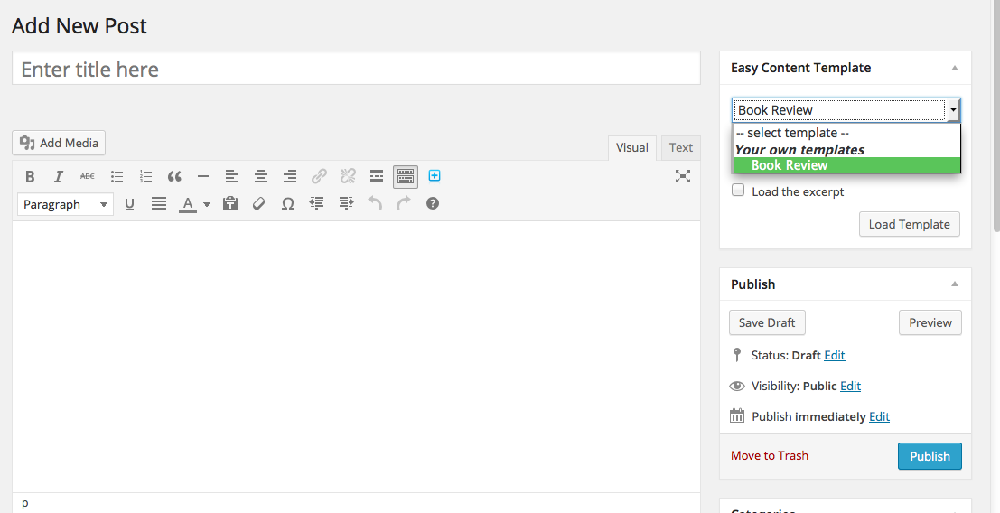 Add New Post
Enter title here
Add Media
Visual
Text
B I ABC
Paragraph
U A T Ω ?
p
Easy Content Template
Book Review
-- select template --
Your own templates
Book Review
Load the excerpt
Load Template
Publish
Save Draft
Preview
Status: Draft Edit
Visibility: Public Edit
Publish immediately Edit
Move to Trash
Publish
Categories